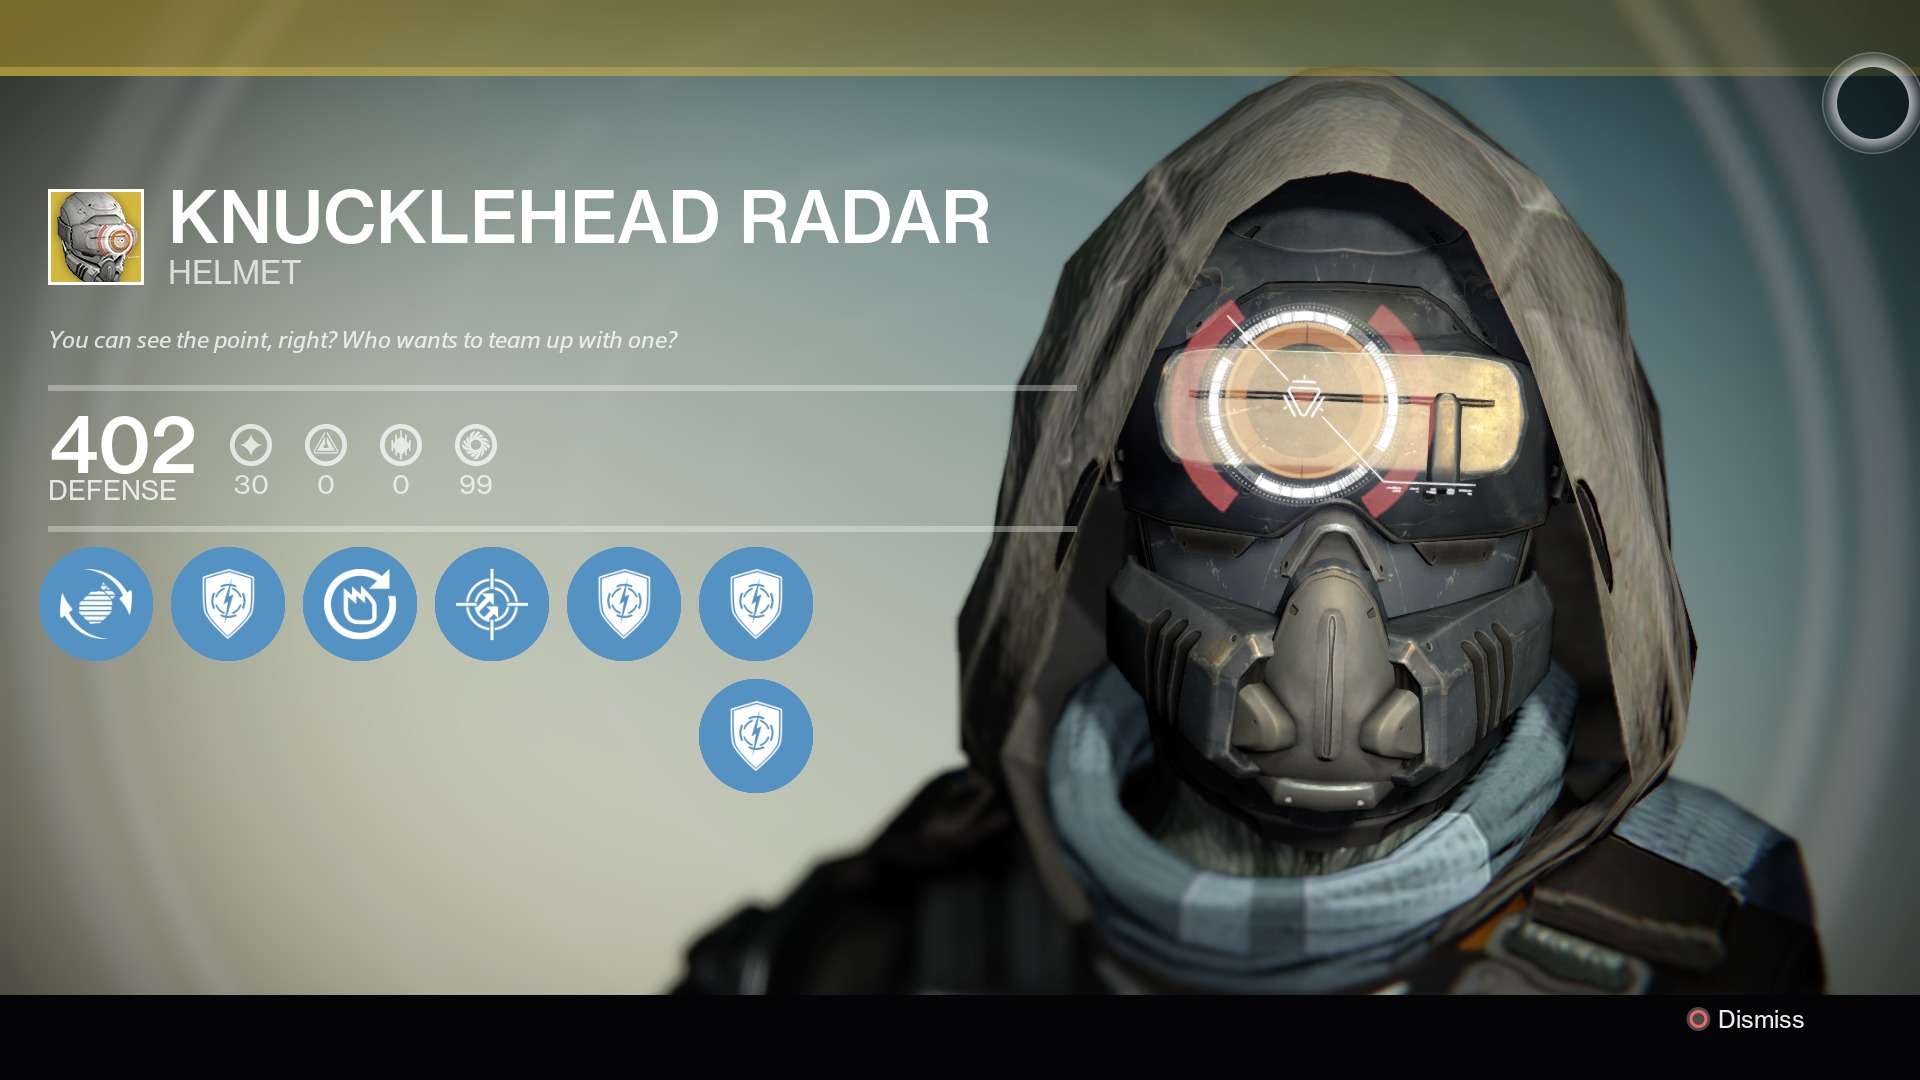 KNUCKLEHEAD RADAR
HELMET
You can see the point, right? Who wants to team up with one?
402
DEFENSE
30 0 0 99
Dismiss